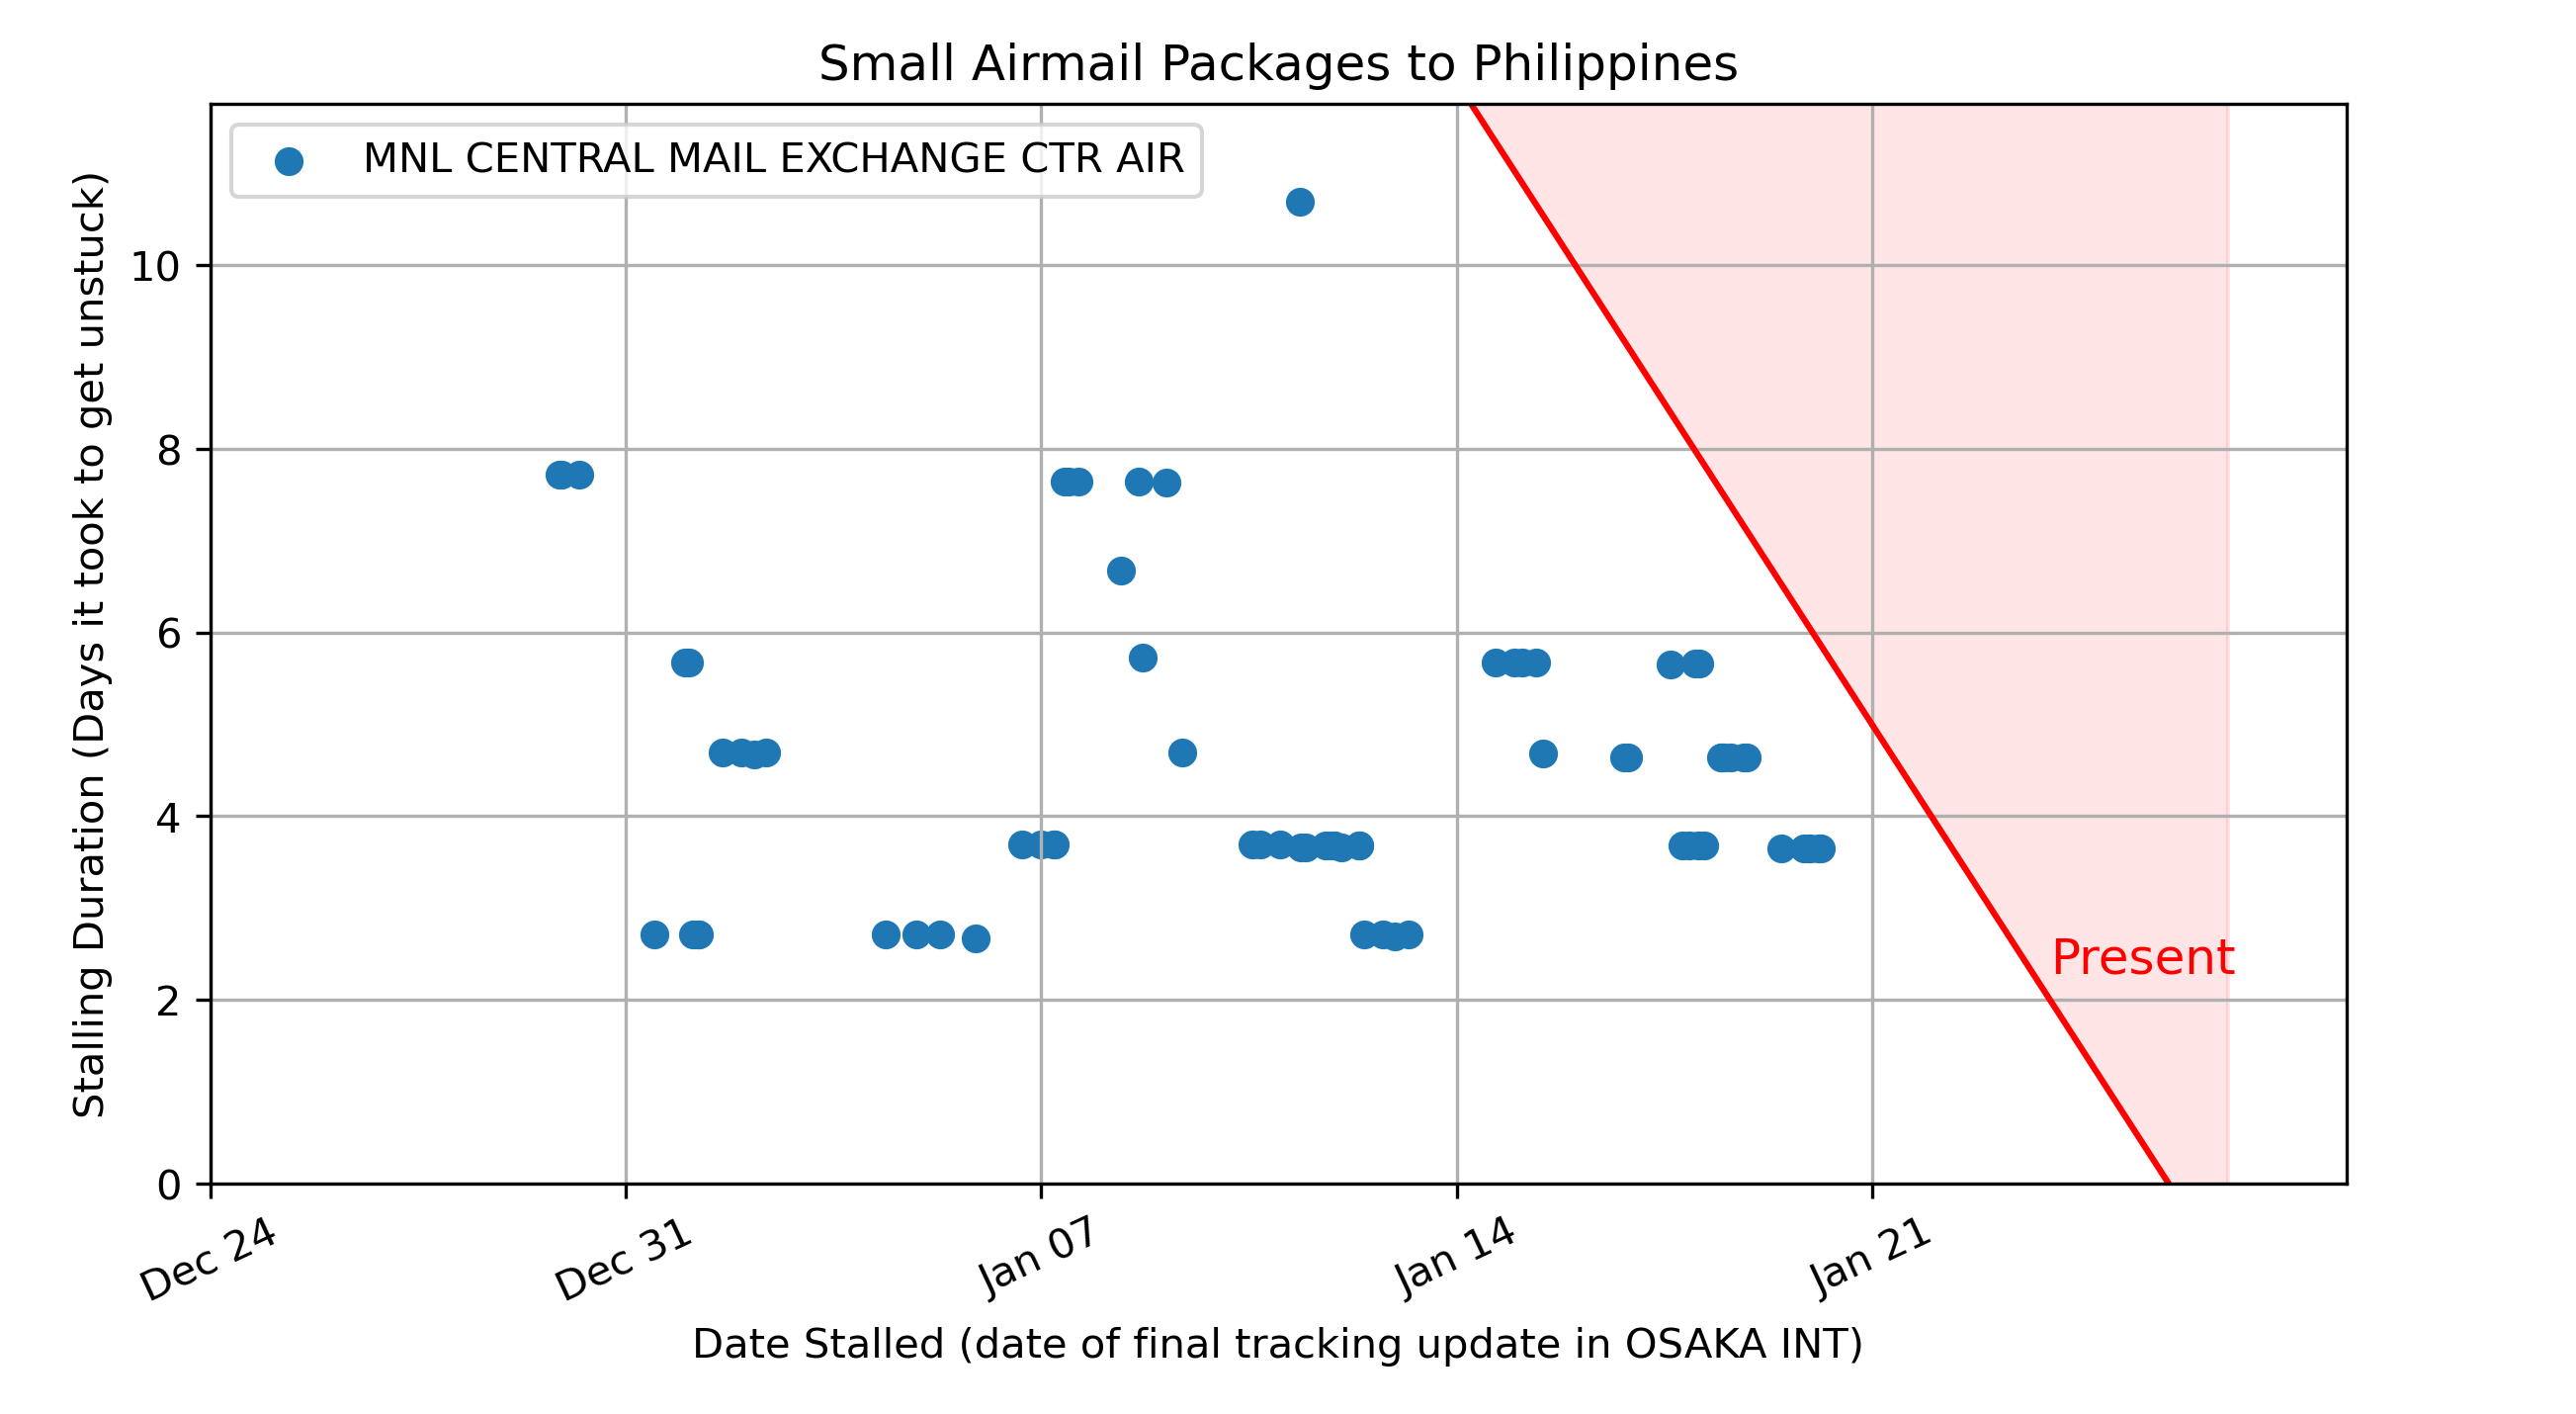 Small Airmail Packages to Philippines
MNL CENTRAL MAIL EXCHANGE CTR AIR
Stalling Duration (Days it took to get unstuck)
10
8
6
4
2
0
Present
Dec 24
Dec 31
Jan 07
Jan 14
Jan 21
Date Stalled (date of final tracking update in OSAKA INT)